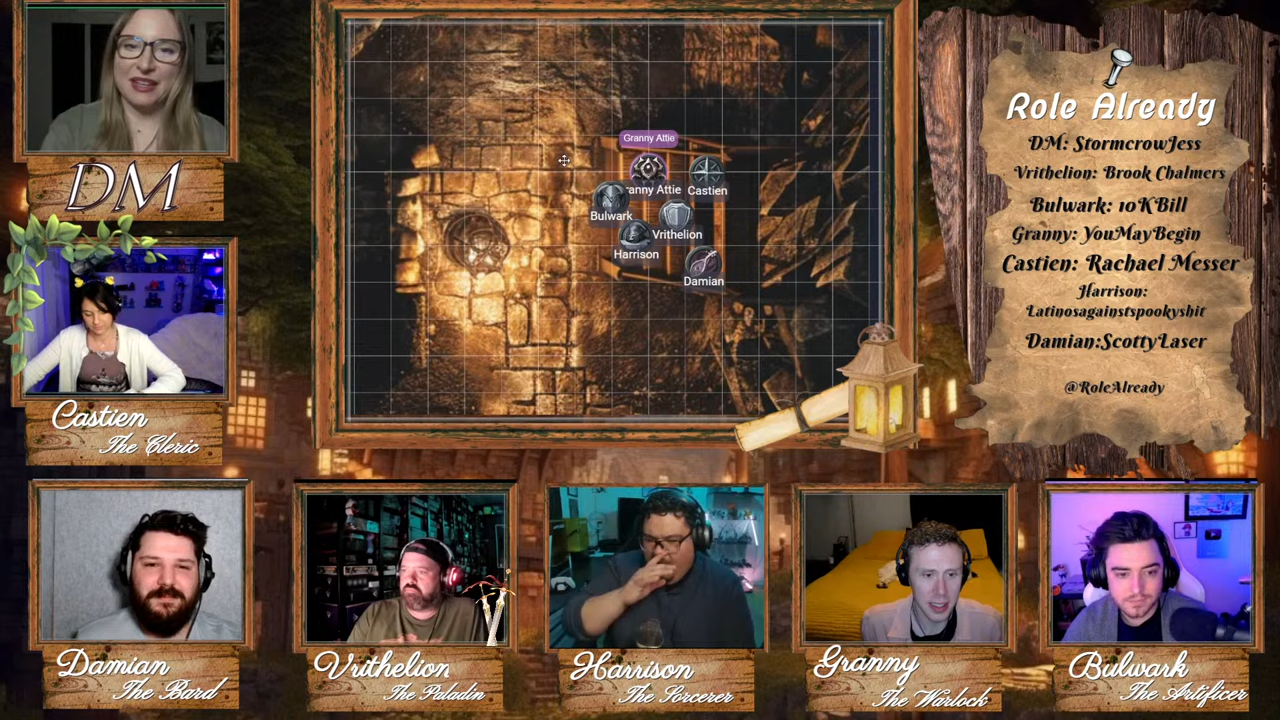 DM
Castien
The Cleric
Granny Attie
ranny Attie
Castien
Bulwark
Vrithelion
Harrison
Damian
Role Already
DM: StormcrowJess
Vrithelion: Brook Chalmers
Bulwark: 10KBill
Granny: YouMayBegin
Castien: Rachael Messer
Harrison:
Latinosagainstspookyshit
Damian:ScottyLaser
@RoleAlready
Damian
The Bard
Vrithelion
The Paladin
Harrison
The Sorcerer
Granny
The Warlock
Bulwark
The Artificer